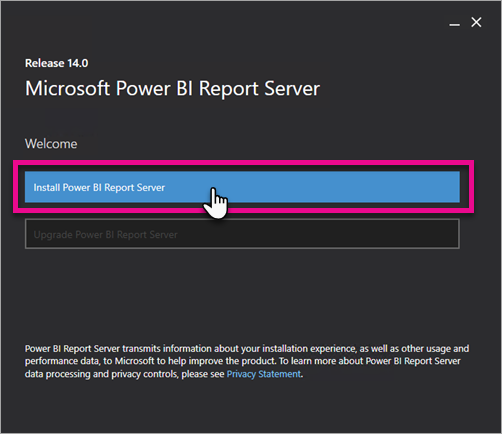 Release 14.0
Microsoft Power BI Report Server
Welcome
Install Power BI Report Server
Upgrade Power BI Report Server
Power BI Report Server transmits information about your installation experience, as well as other usage and
performance data, to Microsoft to help improve the product. To learn more about Power BI Report Server
data processing and privacy controls, please see Privacy Statement.